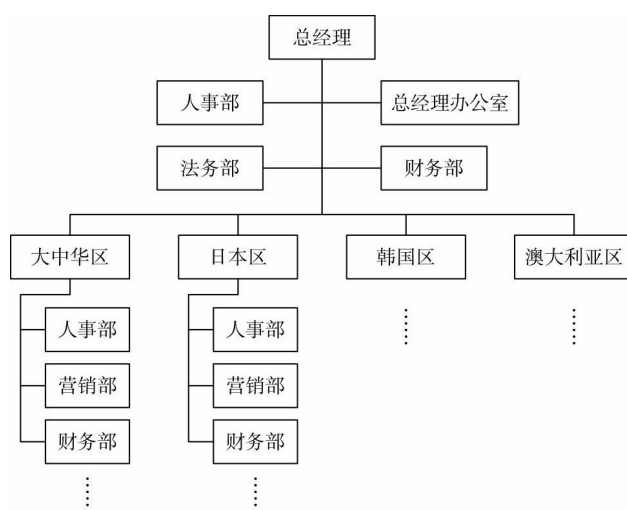 总经理
人事部
总经理办公室
法务部
财务部
大中华区
日本区
韩国区
澳大利亚区
人事部
人事部
营销部
营销部
财务部
财务部